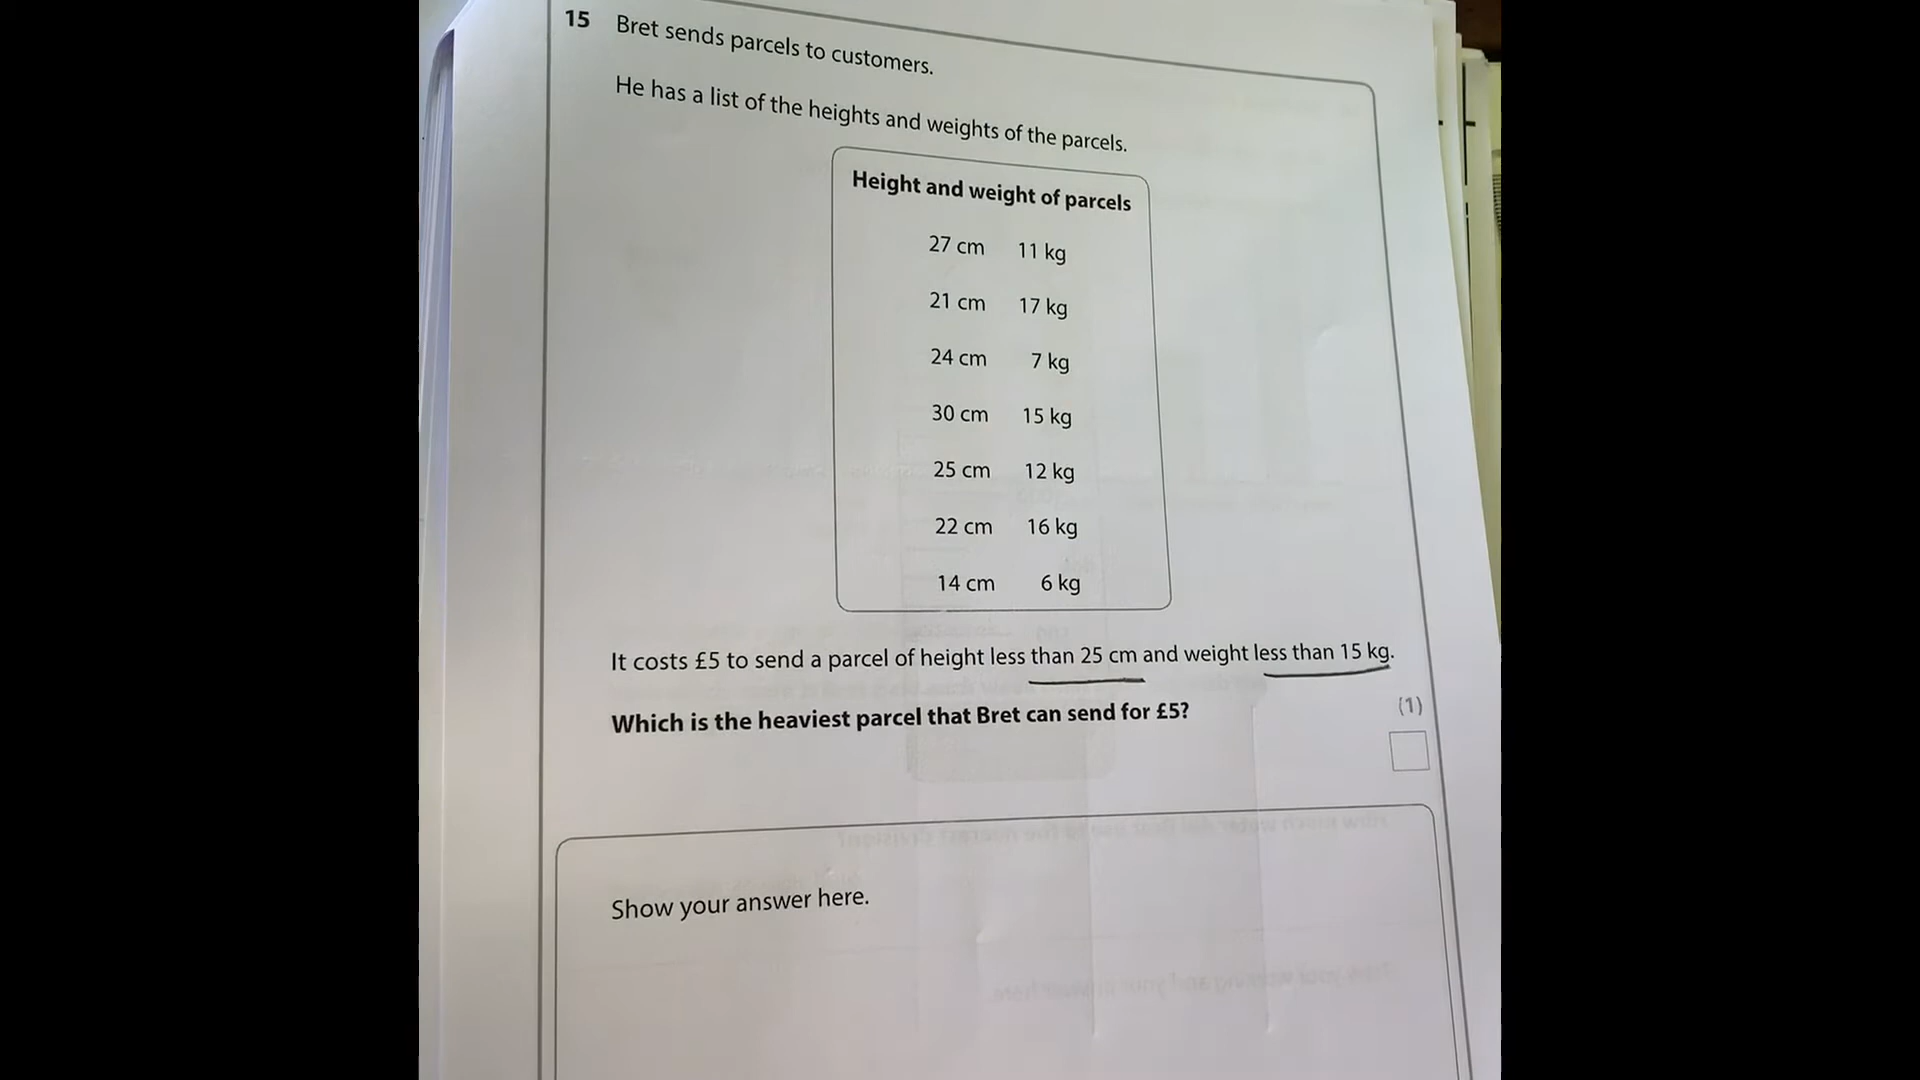 15 Bret sends parcels to customers.
He has a list of the heights and weights of the parcels.
Height and weight of parcels
27 cm 11 kg
21 cm 17 kg
24 cm 7 kg
30 cm 15 kg
25 cm 12 kg
22 cm 16 kg
14 cm 6 kg
It costs £5 to send a parcel of height less than 25 cm and weight less than 15 kg.
Which is the heaviest parcel that Bret can send for £5?
(1)
Show your answer here.